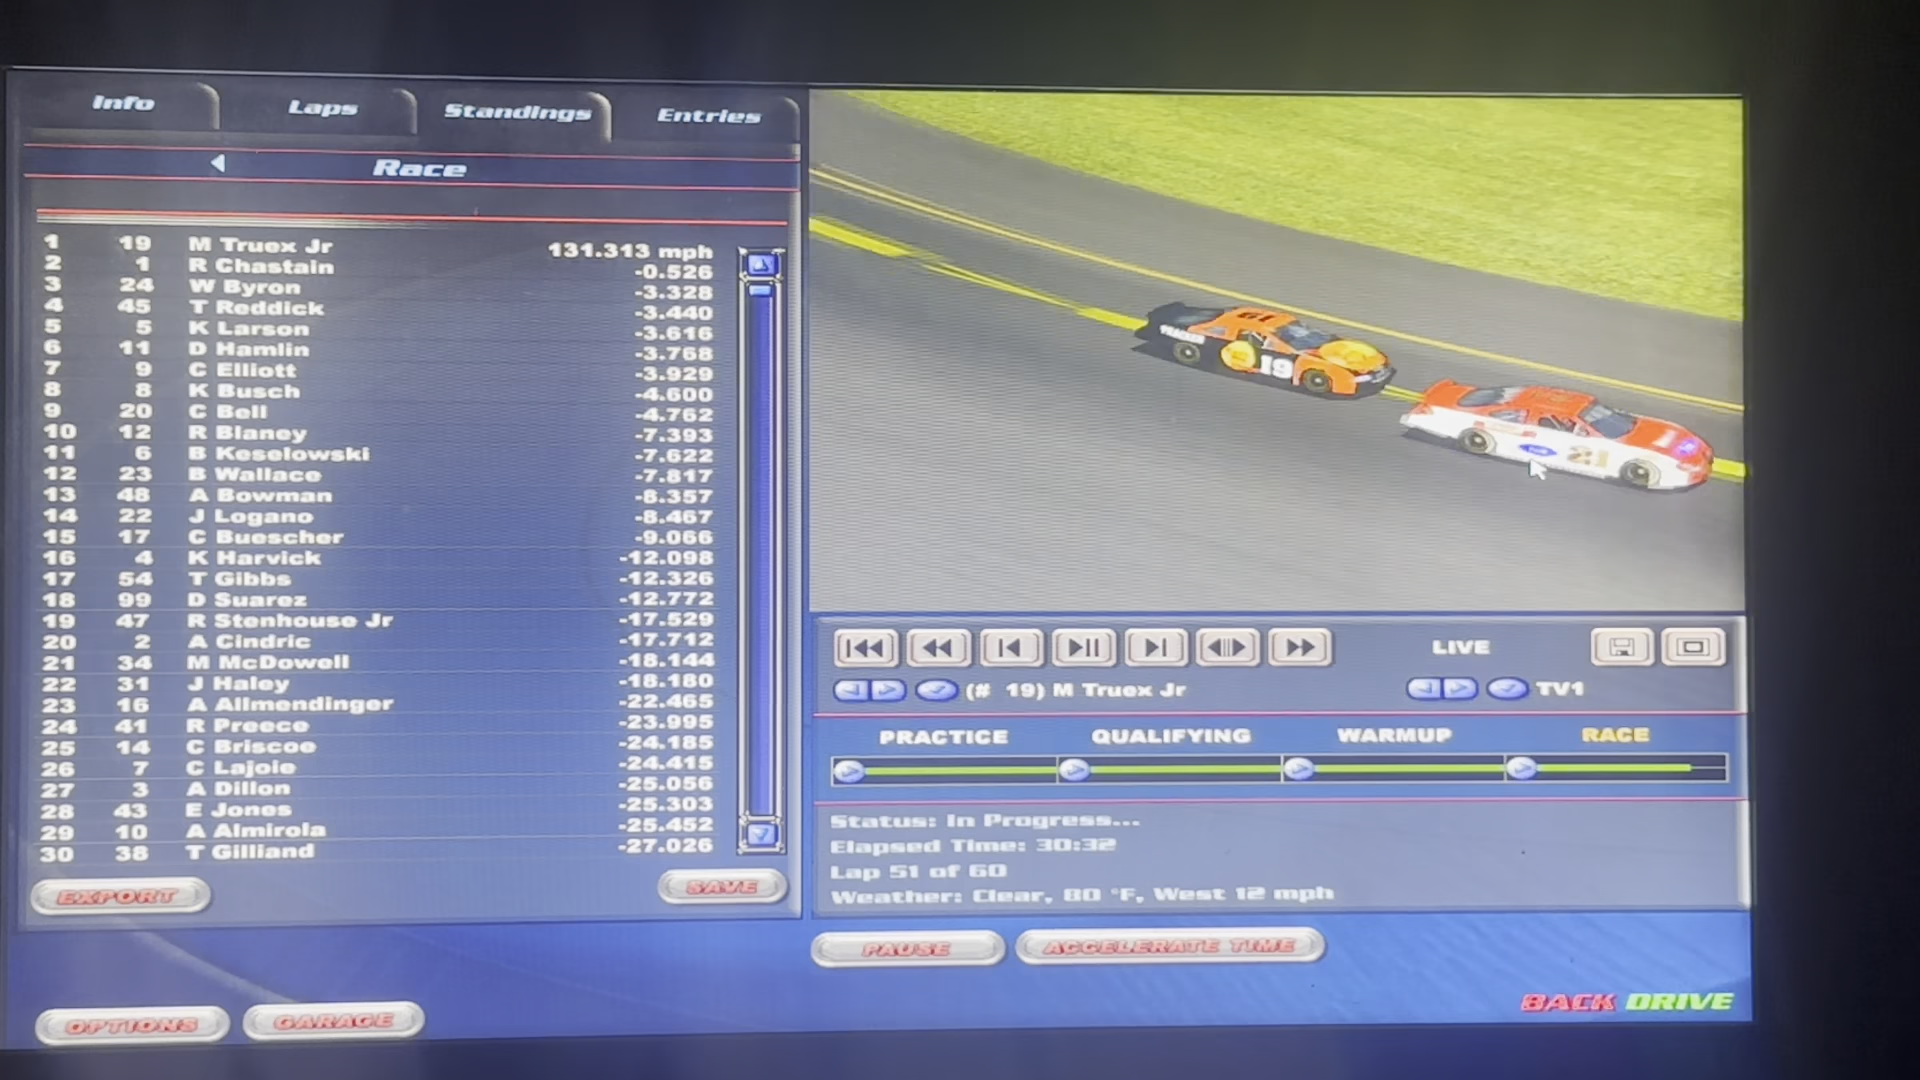 Info Laps Standings Entries
Race
1 19 M Truex Jr 131.313 mph
2 1 R Chastain -0.526
3 24 W Byron -3.328
4 45 T Reddick -3.440
5 5 K Larson -3.616
6 11 D Hamlin -3.768
7 9 C Elliott -3.929
8 8 K Busch -4.600
9 20 C Bell -4.762
10 12 R Blaney -7.393
11 6 B Keselowski -7.622
12 23 B Wallace -7.817
13 48 A Bowman -8.357
14 22 J Logano -8.467
15 17 C Buescher -9.066
16 4 K Harvick -12.098
17 54 T Gibbs -12.326
18 99 D Suarez -12.772
19 47 R Stenhouse Jr -17.529
20 2 A Cindric -17.712
21 34 M McDowell -18.144
22 31 J Haley -18.180
23 16 A Allmendinger -22.465
24 41 R Preece -23.995
25 14 C Briscoe -24.185
26 7 C Lajoie -24.415
27 3 A Dillon -25.056
28 43 E Jones -25.303
29 10 A Almirola -25.452
30 38 T Gilliand -27.026
EXPORT SAVE
OPTIONS GARAGE
19
19
21
LIVE
(# 19) M Truex Jr TV1
PRACTICE QUALIFYING WARMUP RACE
Status: In Progress...
Elapsed Time: 30:32
Lap 51 of 60
Weather: Clear, 80 °F, West 12 mph
PAUSE ACCELERATE TIME
BACK DRIVE